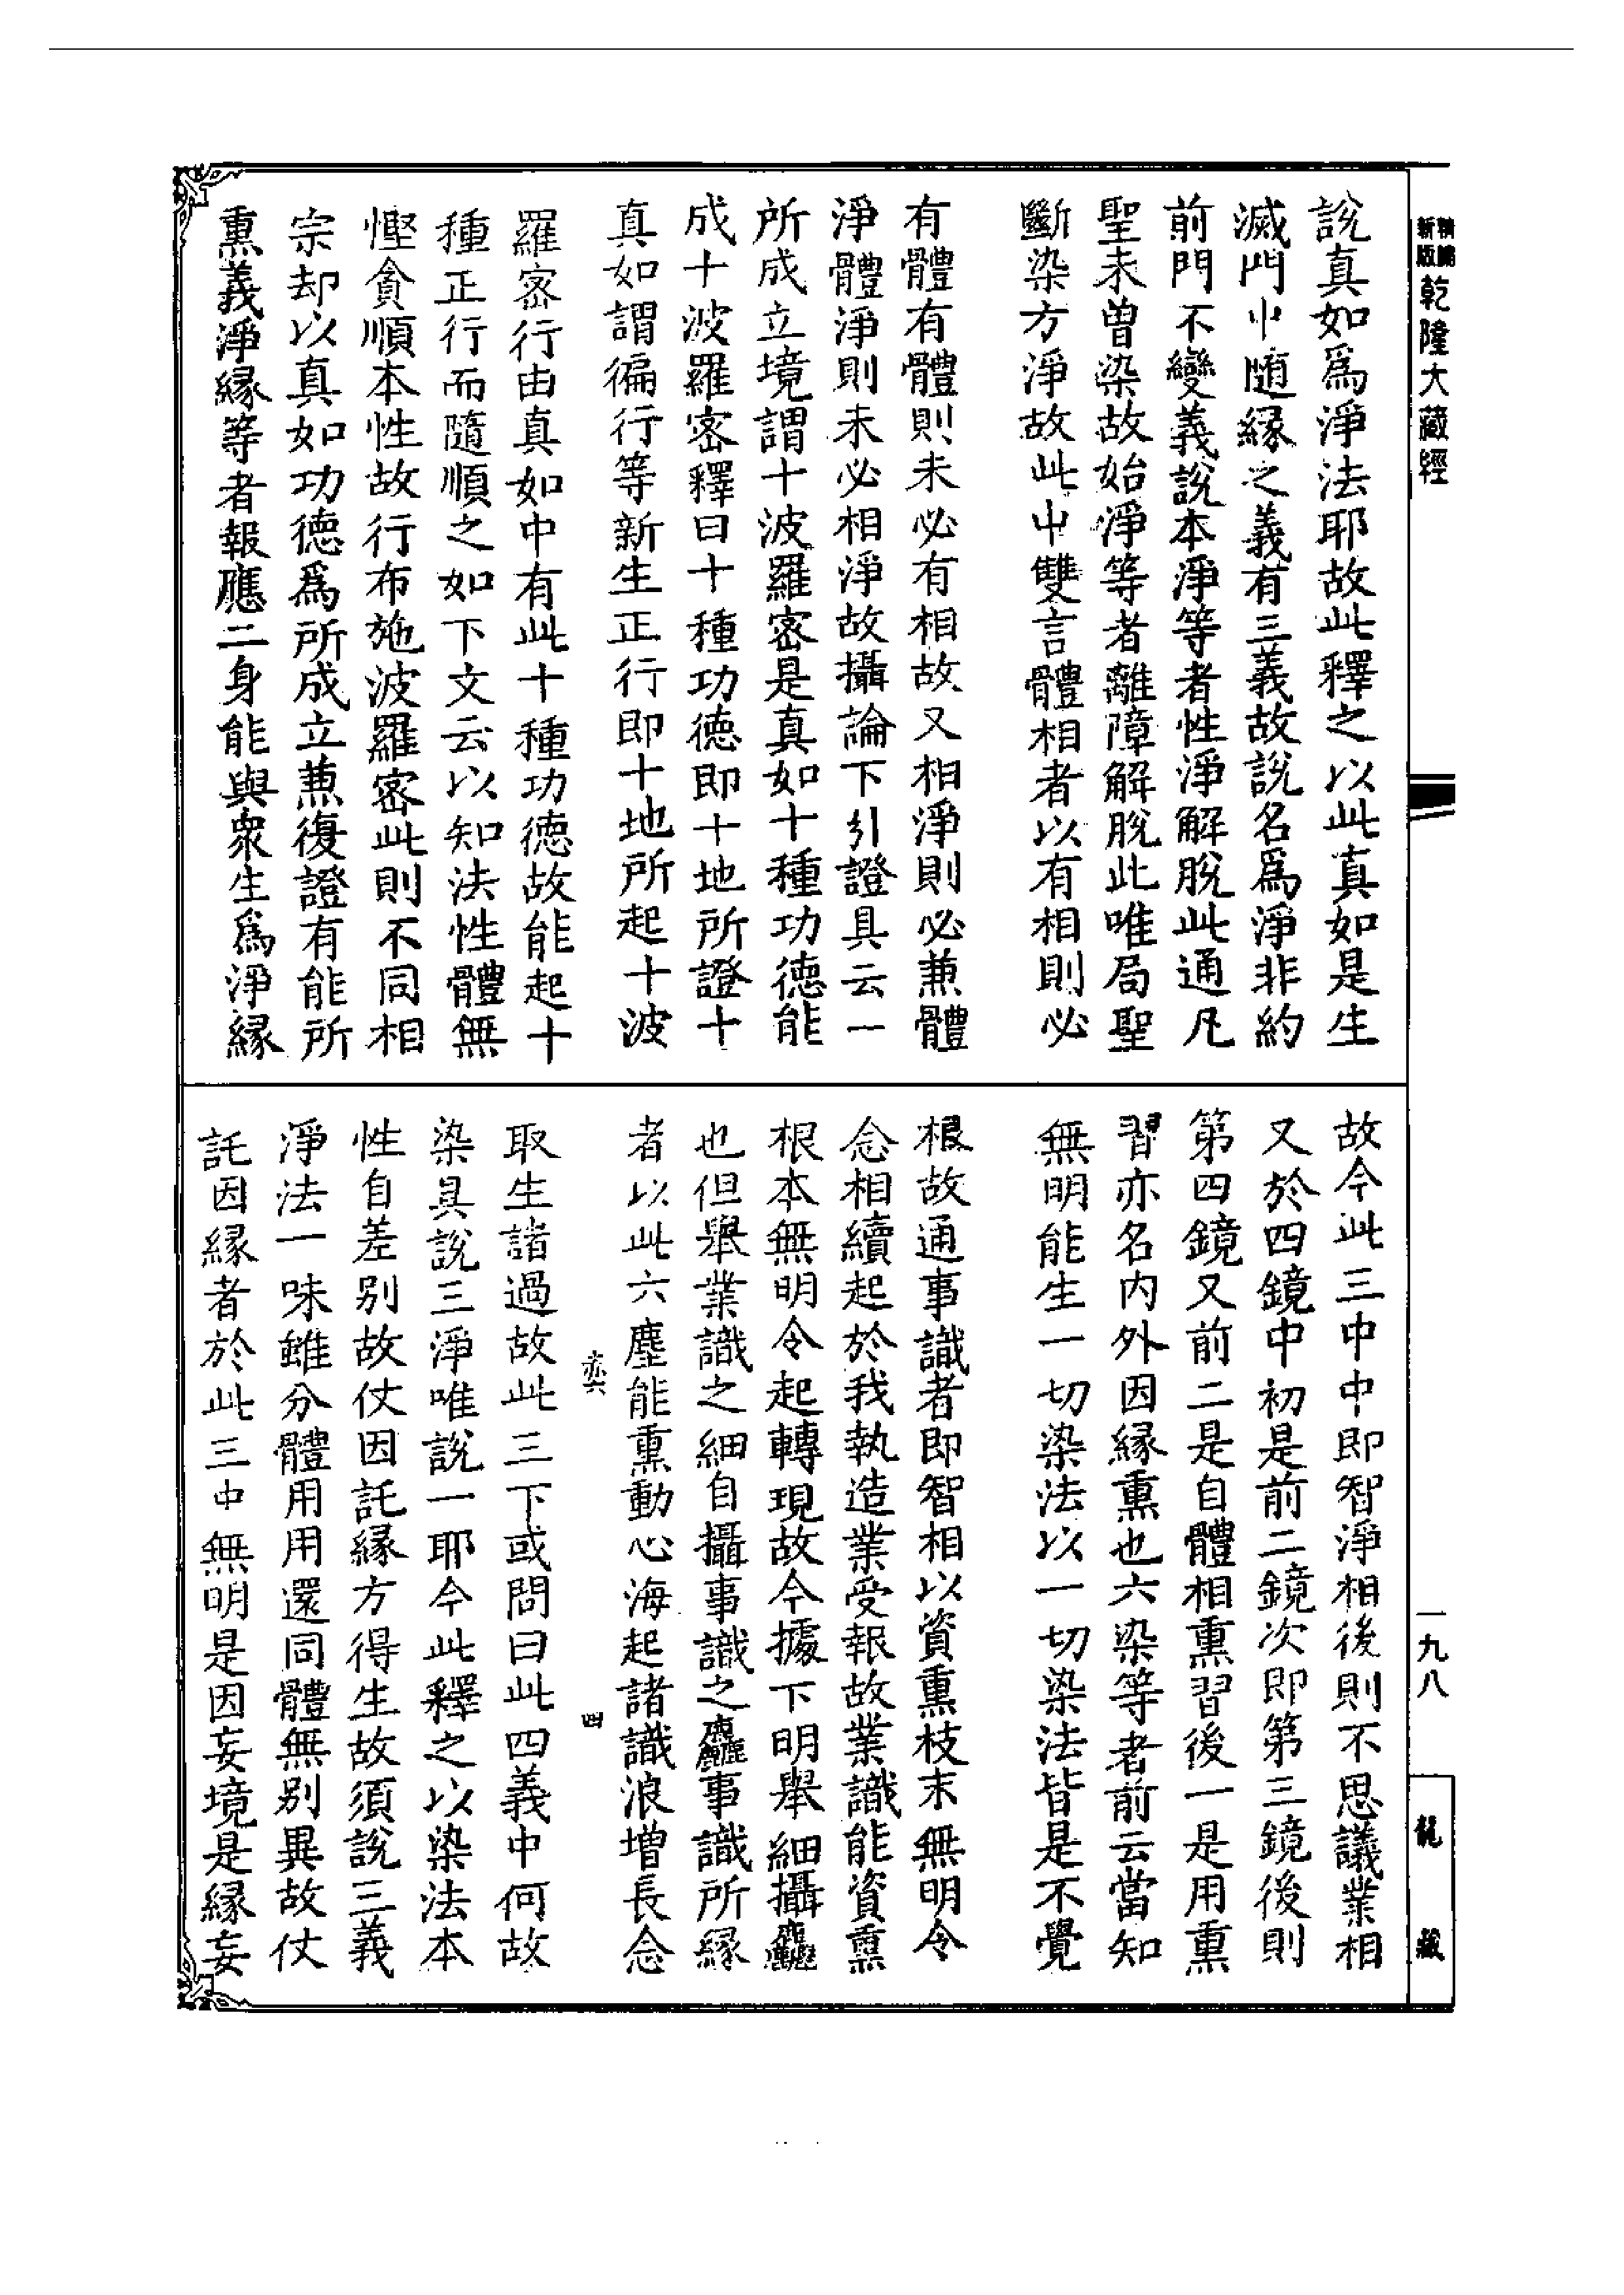 新編
縮版
乾隆大藏經
說真如為淨法耶故此釋之以此真如是生
滅門中隨緣之義有三義故說名為淨非約
前門不變義說本淨等者性淨解脫此通凡
聖未曾染故始淨等者離障解脫此唯局聖
斷染方淨故此中雙言體相者以有相則必
有體有體則未必有相故又相淨則必兼體
淨體淨則未必相淨故攝論下引證具云一
所成立境謂十波羅密是真如十種功德能
成十波羅密釋曰十種功德即十地所證十
真如謂徧行等新生正行即十地所起十波
羅密行由真如中有此十種功德故能起十
種正行而隨順之如下文云以知法性體無
慳貪順本性故行布施波羅密此則不同相
宗却以真如功德為所成立兼復證有能所
熏義淨緣等者報應二身能與眾生為淨緣
故今此三中中即智淨相後則不思議業相
又於四鏡中初是前二鏡次即第三鏡後則
第四鏡又前二是自體相熏習後一是用熏
習亦名內外因緣熏也六染等者前云當知
無明能生一切染法以一切染法皆是不覺
根故通事識者即智相以資熏枝末無明令
念相續起於我執造業受報故業識能資熏
根本無明令起轉現故今據下明舉細攝麤
也但舉業識之細自攝事識之麤事識所緣
者以此六塵能熏動心海起諸識浪增長念
亦六 四
取生諸過故此三下或問曰此四義中何故
染具說三淨唯說一耶今此釋之以染法本
性自差別故仗因託緣方得生故須說三義
淨法一味雖分體用用還同體無別異故仗
託因緣者於此三中無明是因妄境是緣妄
一九八
龍藏